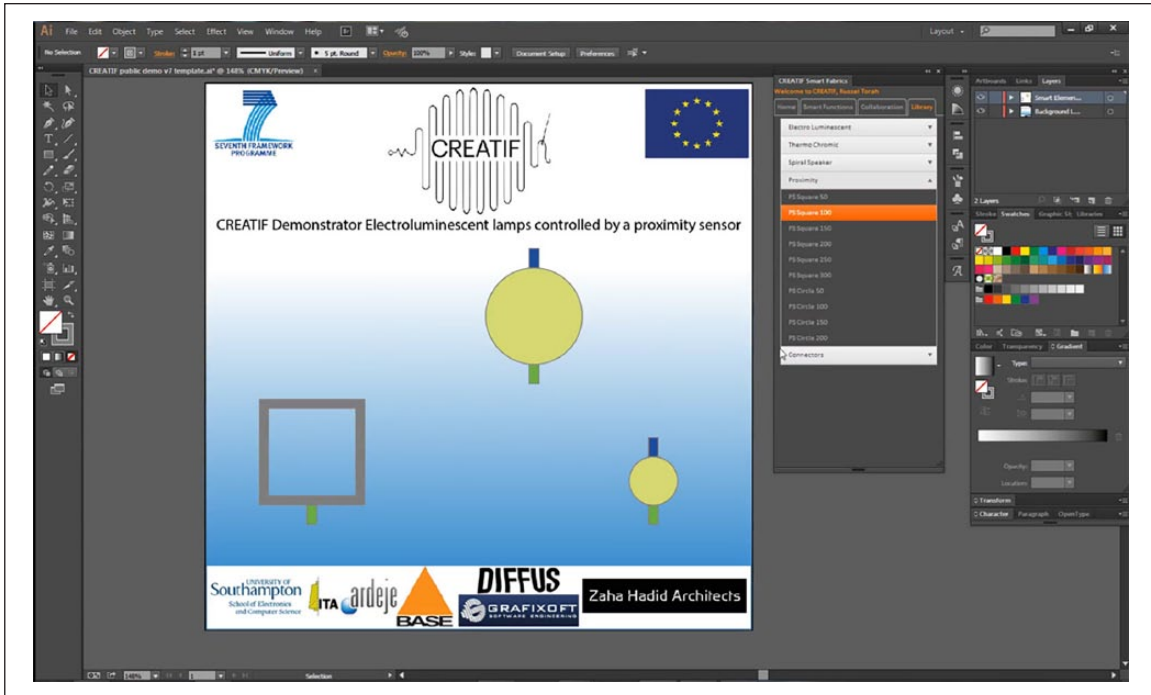 Ai File Edit Object Type Select Effect View Window Help Br Layout
No Selection Stroke: 1 pt Uniform 5 pt. Round Opacity: 100% Style: Document Setup Preferences
CREATIF public demo v7 template.ai* @ 148% (CMYK/Preview) ×
SEVENTH FRAMEWORK
PROGRAMME
CREATIF
CREATIF Demonstrator Electroluminescent lamps controlled by a proximity sensor
UNIVERSITY OF
Southampton
School of Electronics
and Computer Science
ITA
ardeje
BASE
DIFFUS
GRAFIXOFT
SOFTWARE ENGINEERING
Zaha Hadid Architects
CREATIF Smart Fabrics
Welcome to CREATIF, Russel Torah
Home Smart Functions Collaboration Library
Electro Luminescent
Thermo Chromic
Spiral Speaker
Proximity
PS Square 50
PS Square 100
PS Square 150
PS Square 200
PS Square 250
PS Square 300
PS Circle 50
PS Circle 100
PS Circle 150
PS Circle 200
Connectors
Artboards Links Layers
Smart Elemen...
Background L...
2 Layers
Stroke Swatches Graphic St Libraries
Color Transparency Gradient
Type:
Stroke:
Opacity:
Location:
Transform
Character Paragraph OpenType
148% 1 Selection